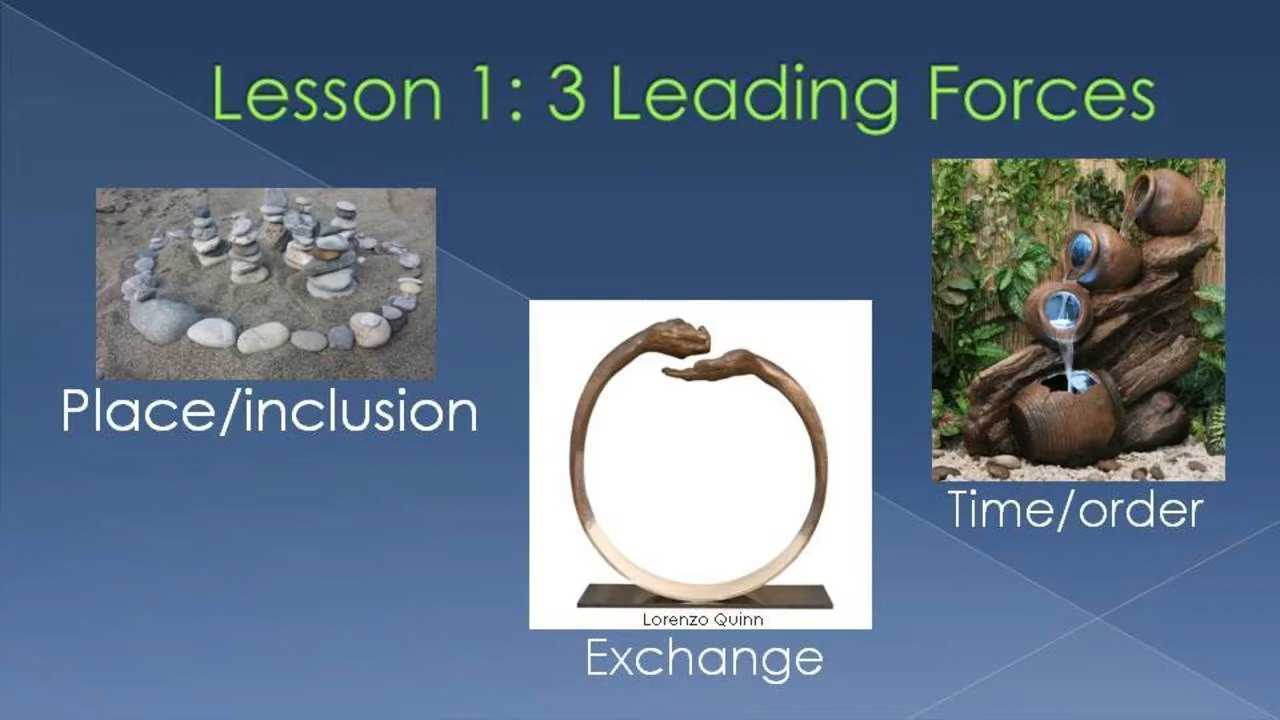 Lesson 1: 3 Leading Forces
Place/inclusion
Lorenzo Quinn
Exchange
Time/order